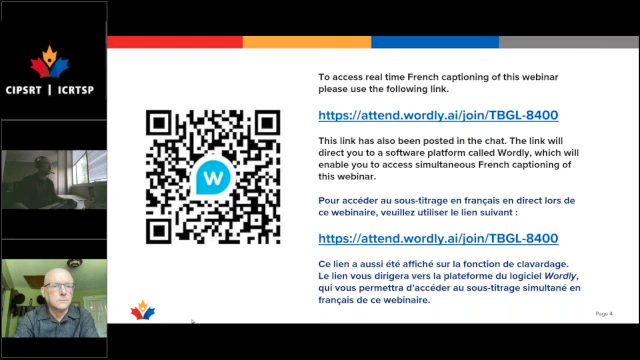 CIPSRT | ICRTSP
To access real time French captioning of this webinar
please use the following link.
https://attend.wordly.ai/join/TBGL-8400
This link has also been posted in the chat. The link will
direct you to a software platform called Wordly, which will
enable you to access simultaneous French captioning of
this webinar.
Pour accéder au sous-titrage en français en direct lors de
ce webinaire, veuillez utiliser le lien suivant :
https://attend.wordly.ai/join/TBGL-8400
Ce lien a aussi été affiché sur la fonction de clavardage.
Le lien vous dirigera vers la plateforme du logiciel Wordly,
qui vous permettra d'accéder au sous-titrage simultané en
français de ce webinaire.
W
Page 4